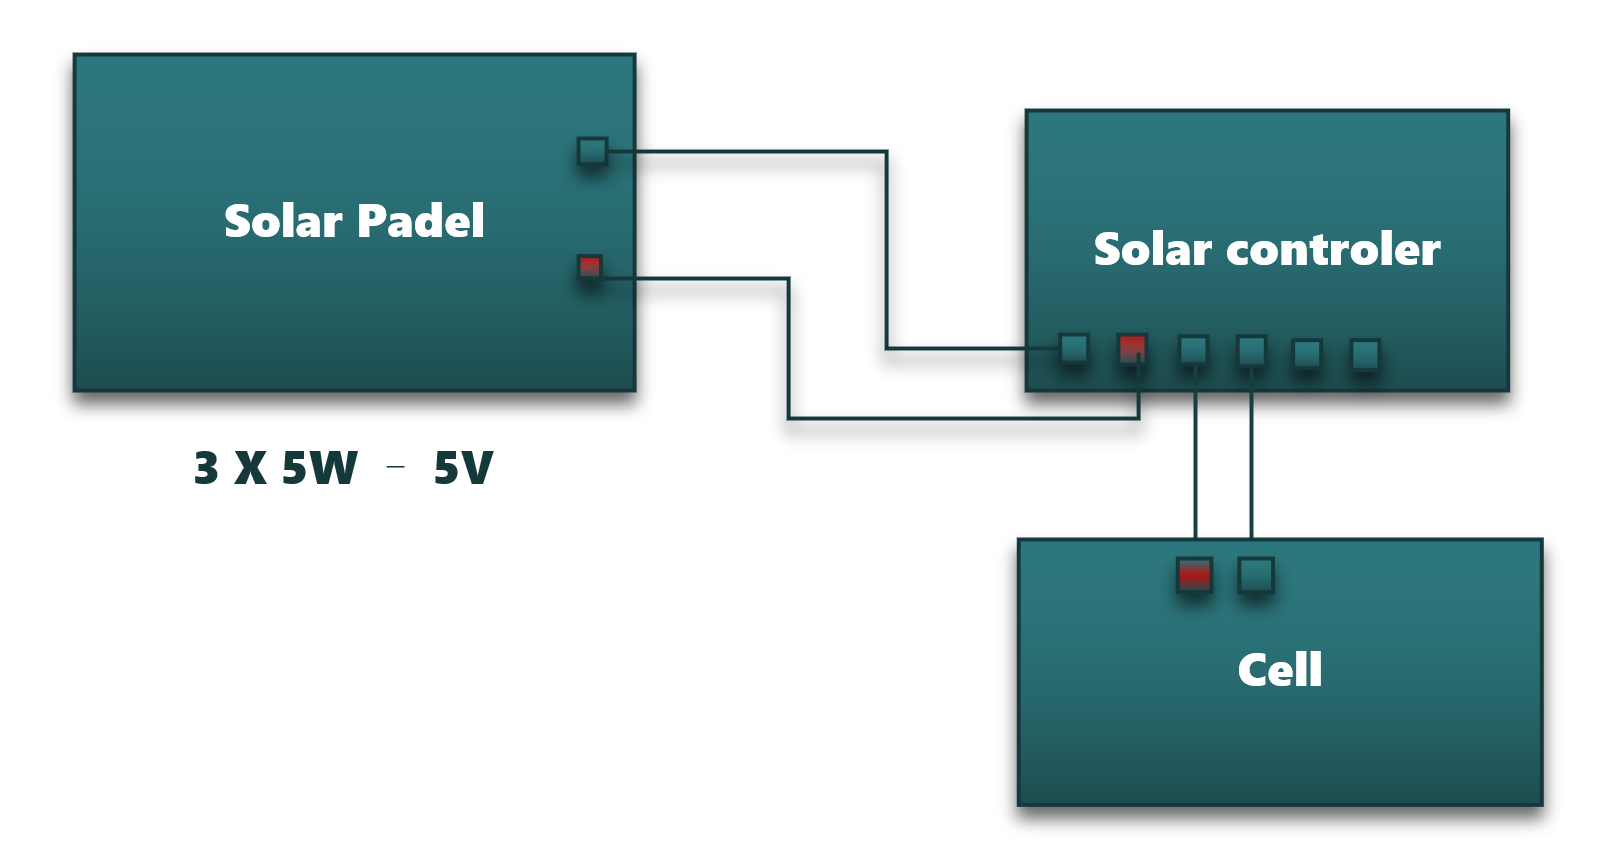 Solar Padel
Solar controler
3 X 5W – 5V
Cell